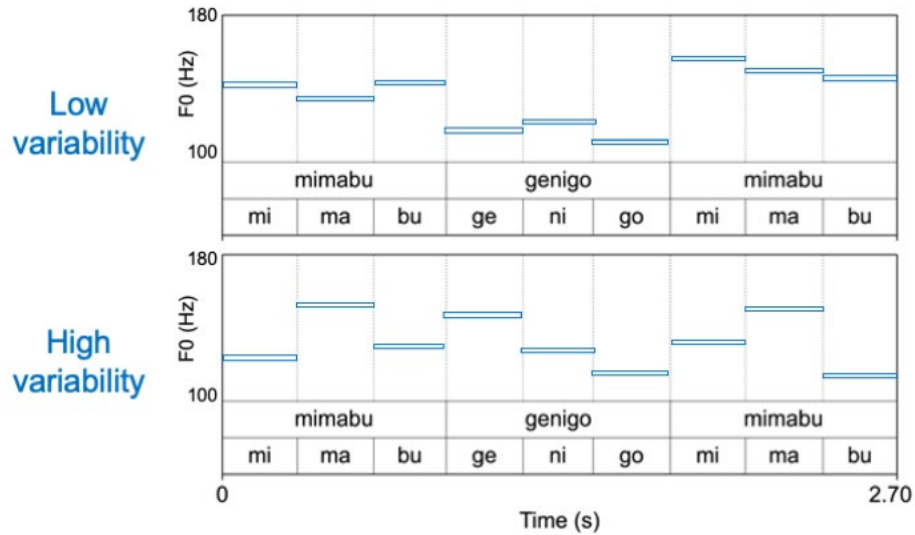 180
Low
variability
F0 (Hz)
100
mimabu genigo mimabu
mi ma bu ge ni go mi ma bu
180
High
variability
F0 (Hz)
100
mimabu genigo mimabu
mi ma bu ge ni go mi ma bu
0 2.70
Time (s)